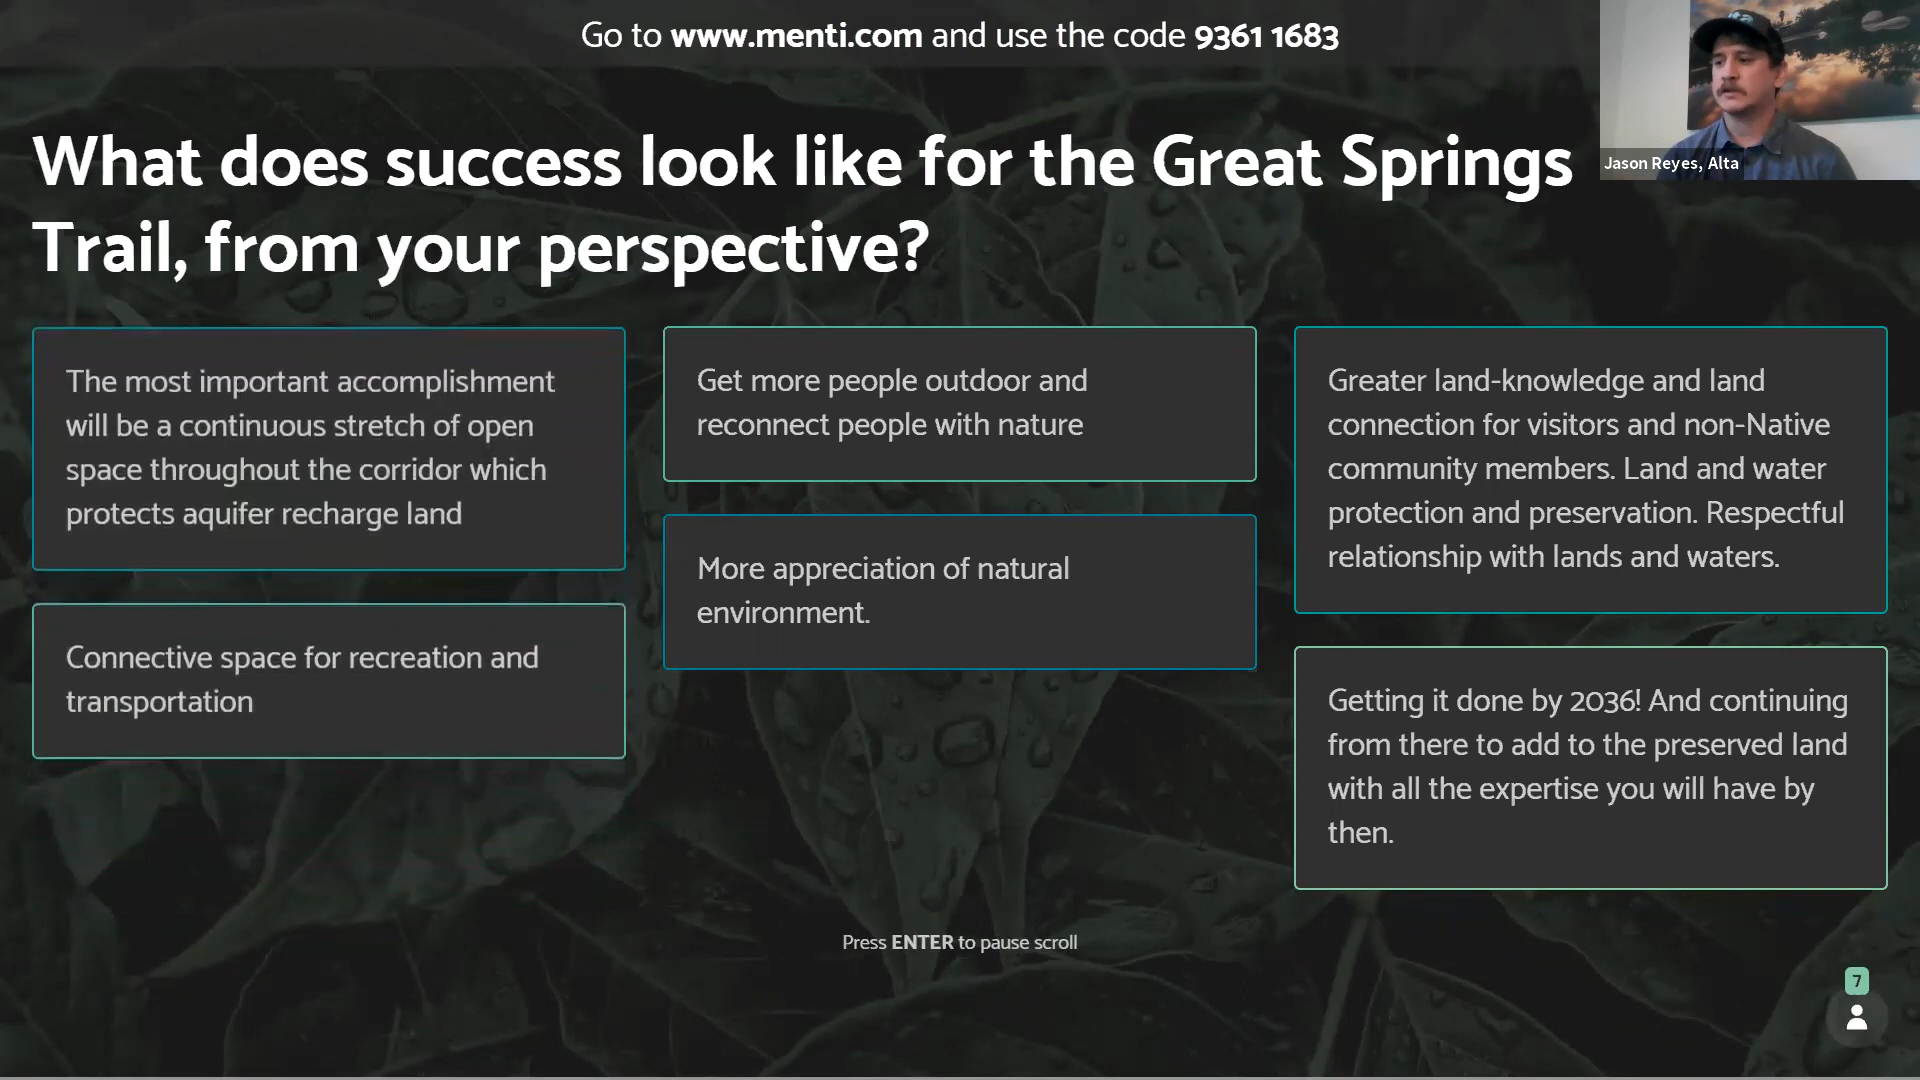 Go to www.menti.com and use the code 9361 1683
Jason Reyes, Alta
What does success look like for the Great Springs
Trail, from your perspective?
The most important accomplishment
will be a continuous stretch of open
space throughout the corridor which
protects aquifer recharge land
Connective space for recreation and
transportation
Get more people outdoor and
reconnect people with nature
More appreciation of natural
environment.
Greater land-knowledge and land
connection for visitors and non-Native
community members. Land and water
protection and preservation. Respectful
relationship with lands and waters.
Getting it done by 2036! And continuing
from there to add to the preserved land
with all the expertise you will have by
then.
Press ENTER to pause scroll
7